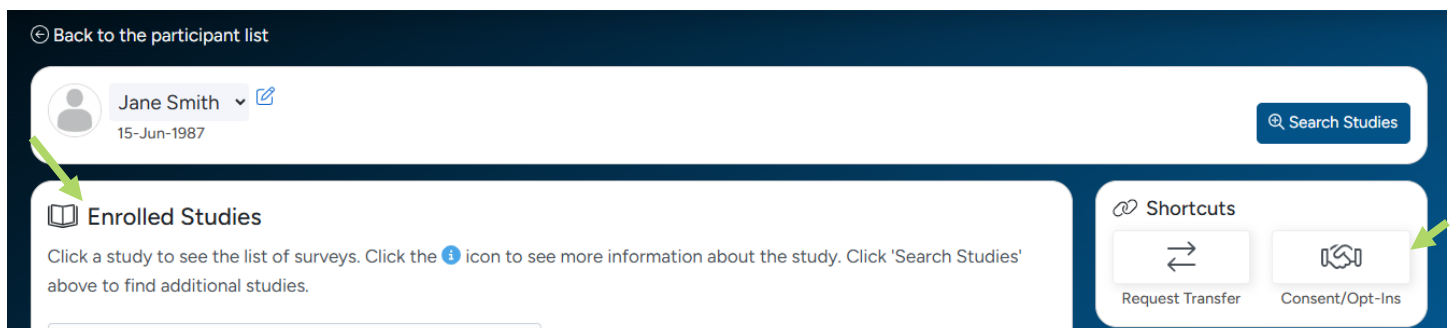 Back to the participant list
Jane Smith
15-Jun-1987
Search Studies
Enrolled Studies
Click a study to see the list of surveys. Click the i icon to see more information about the study. Click 'Search Studies'
above to find additional studies.
Shortcuts
Request Transfer
Consent/Opt-Ins